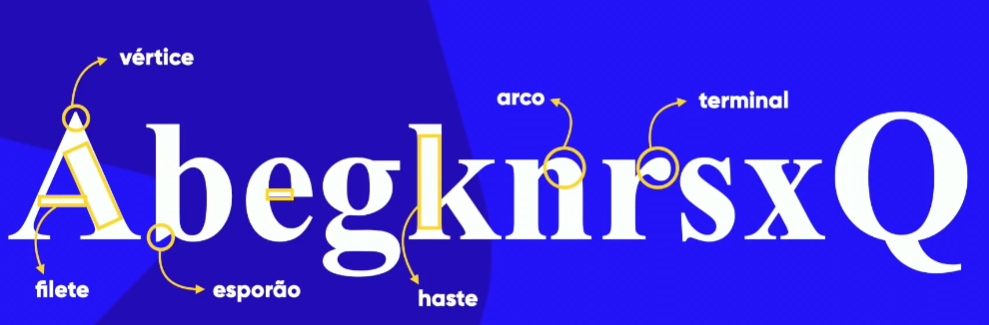 vértice
arco
terminal
AbegknrsxQ
filete
esporão
haste